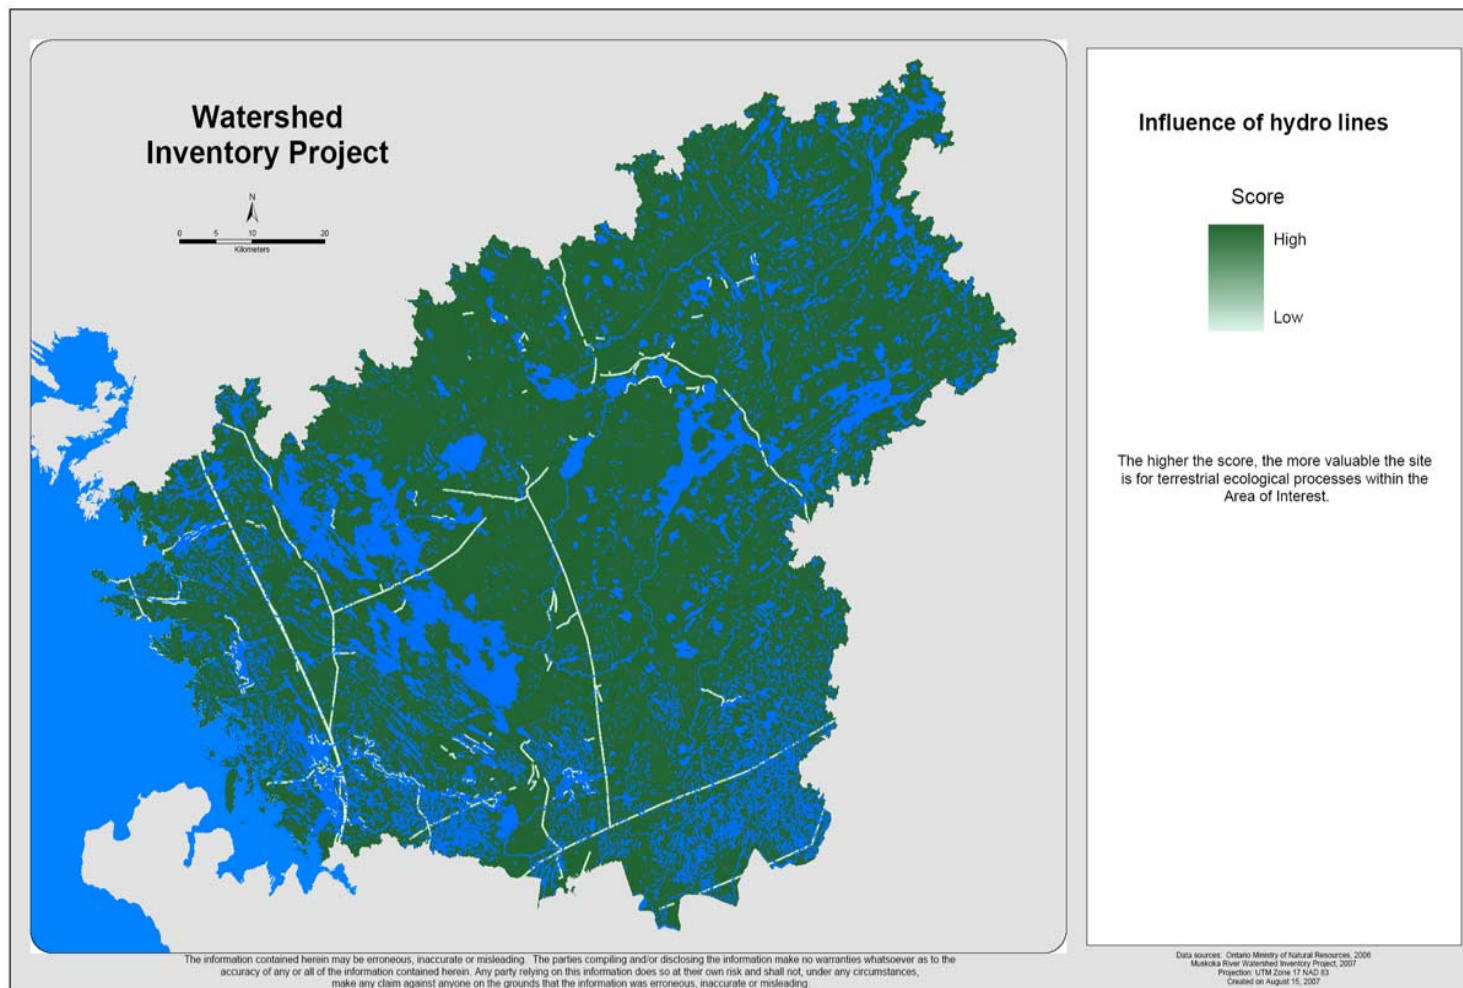 Watershed
Inventory Project
N
0 5 10 20
Kilometers
Influence of hydro lines
Score
High
Low
The higher the score, the more valuable the site
is for terrestrial ecological processes within the
Area of Interest.
The information contained herein may be erroneous, inaccurate or misleading. The parties compiling and/or disclosing the information make no warranties whatsoever as to the
accuracy of any or all of the information contained herein. Any party relying on this information does so at their own risk and shall not, under any circumstances,
make any claim against anyone on the grounds that the information was erroneous, inaccurate or misleading.
Data sources: Ontario Ministry of Natural Resources, 2006
Muskoka River Watershed Inventory Project, 2007
Projection: UTM Zone 17 NAD 83
Created on August 15, 2007